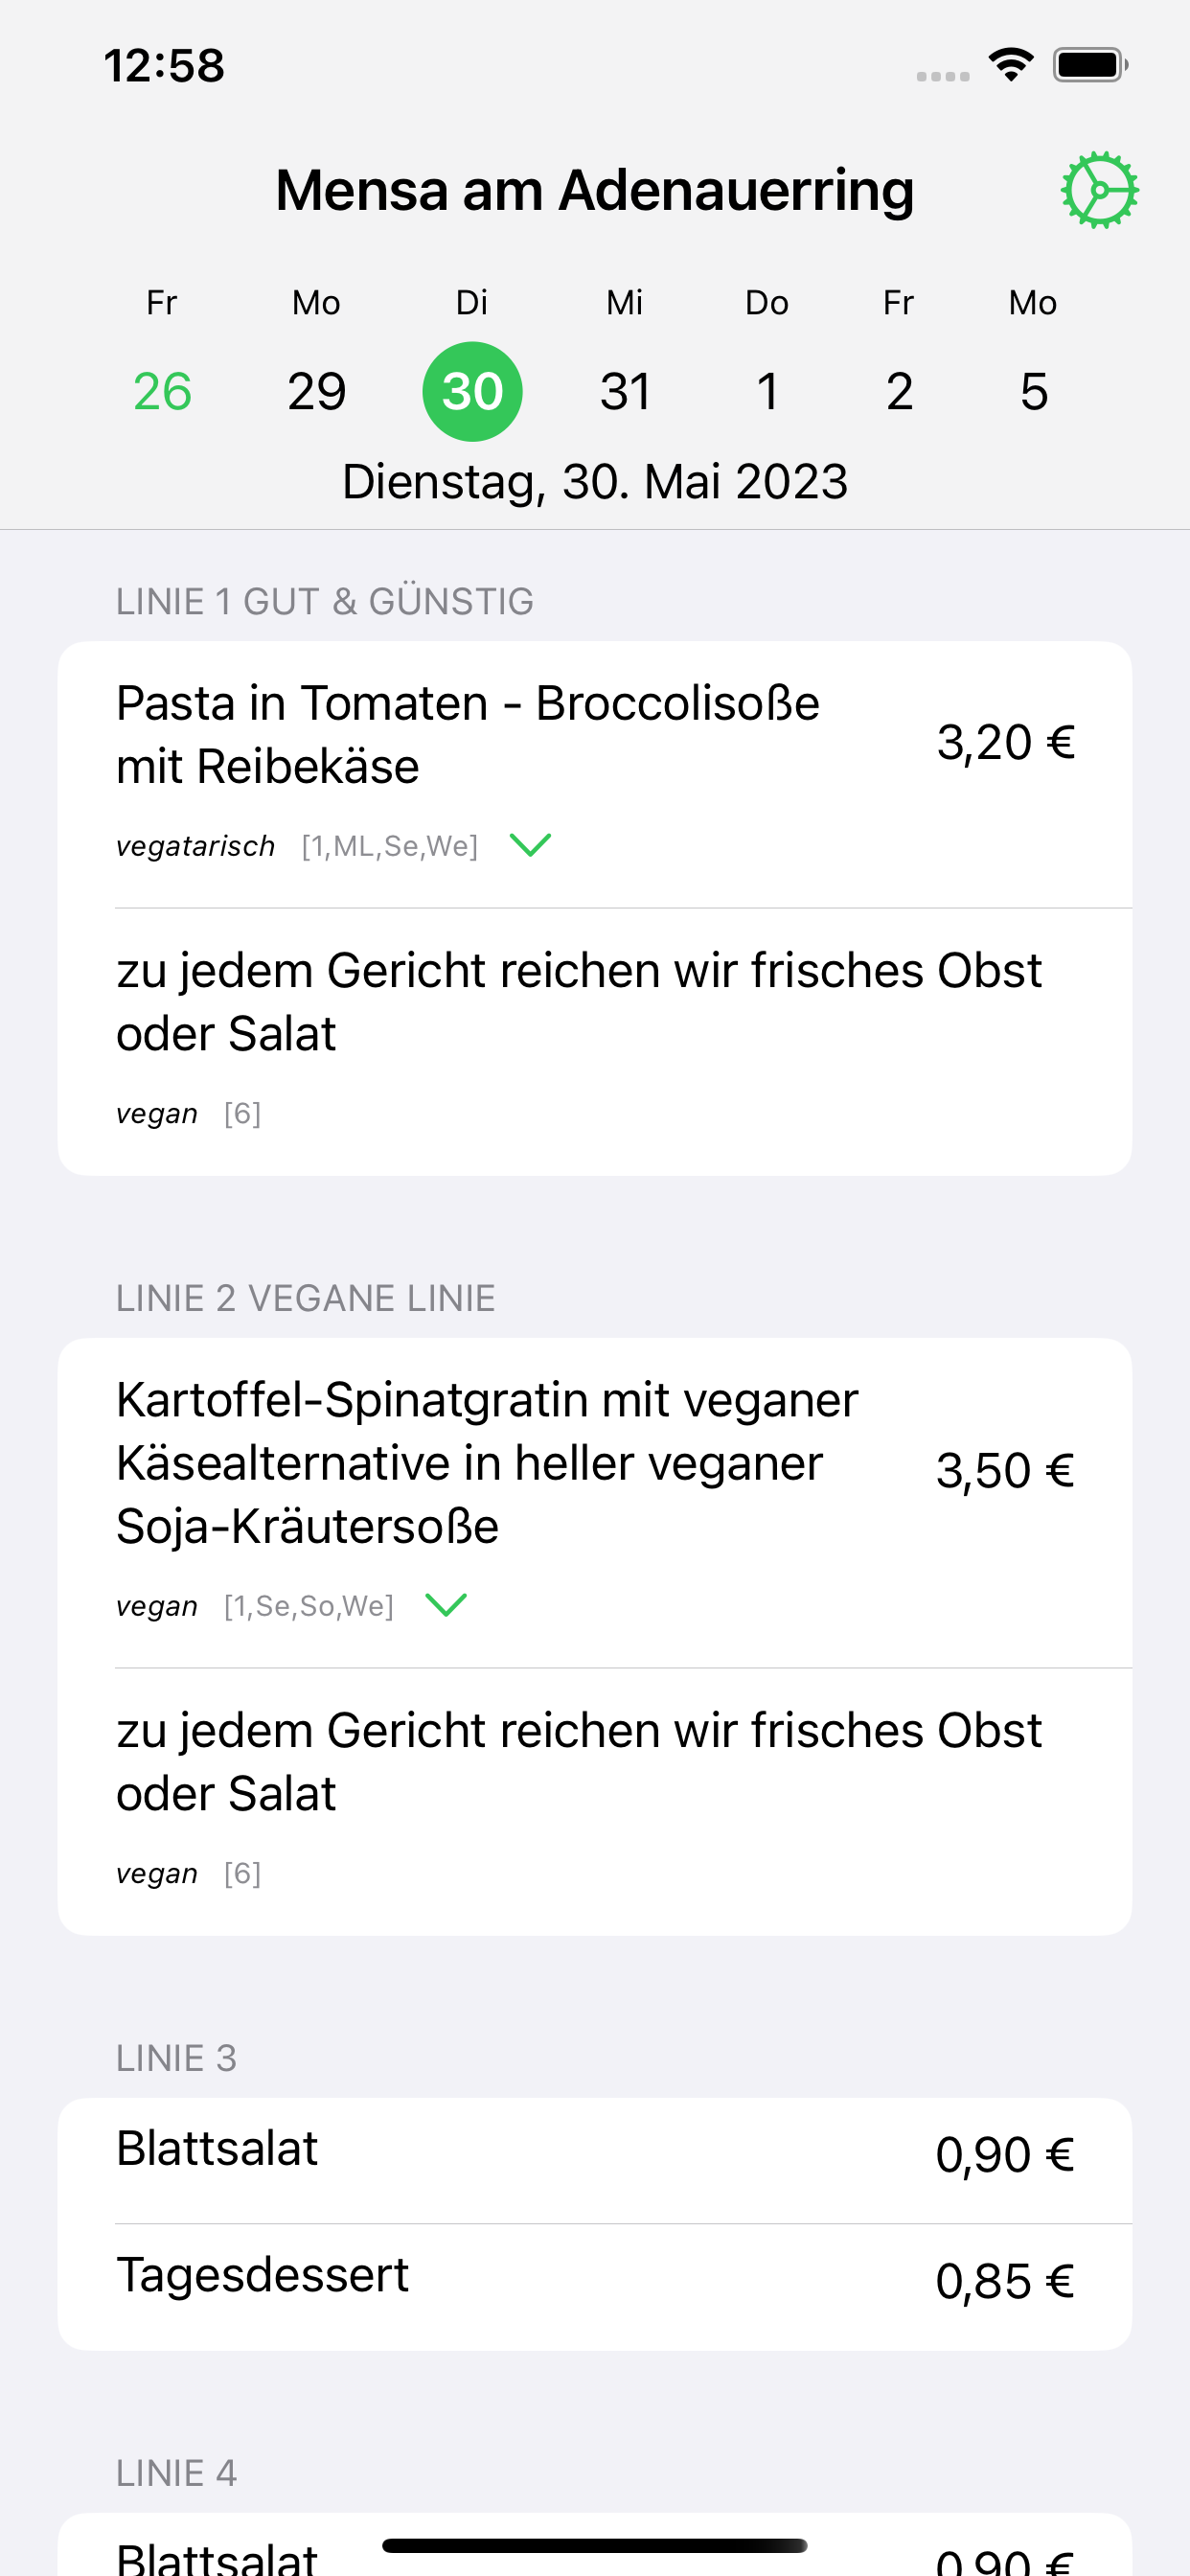 12:58
Mensa am Adenauerring
Fr Mo Di Mi Do Fr Mo
26 29 30 31 1 2 5
Dienstag, 30. Mai 2023
LINIE 1 GUT & GÜNSTIG
Pasta in Tomaten - Broccolisoße
mit Reibekäse
3,20 €
vegatarisch [1,ML,Se,We]
zu jedem Gericht reichen wir frisches Obst
oder Salat
vegan [6]
LINIE 2 VEGANE LINIE
Kartoffel-Spinatgratin mit veganer
Käsealternative in heller veganer
Soja-Kräutersoße
3,50 €
vegan [1,Se,So,We]
zu jedem Gericht reichen wir frisches Obst
oder Salat
vegan [6]
LINIE 3
Blattsalat 0,90 €
Tagesdessert 0,85 €
LINIE 4
Blattsalat 0,90 €